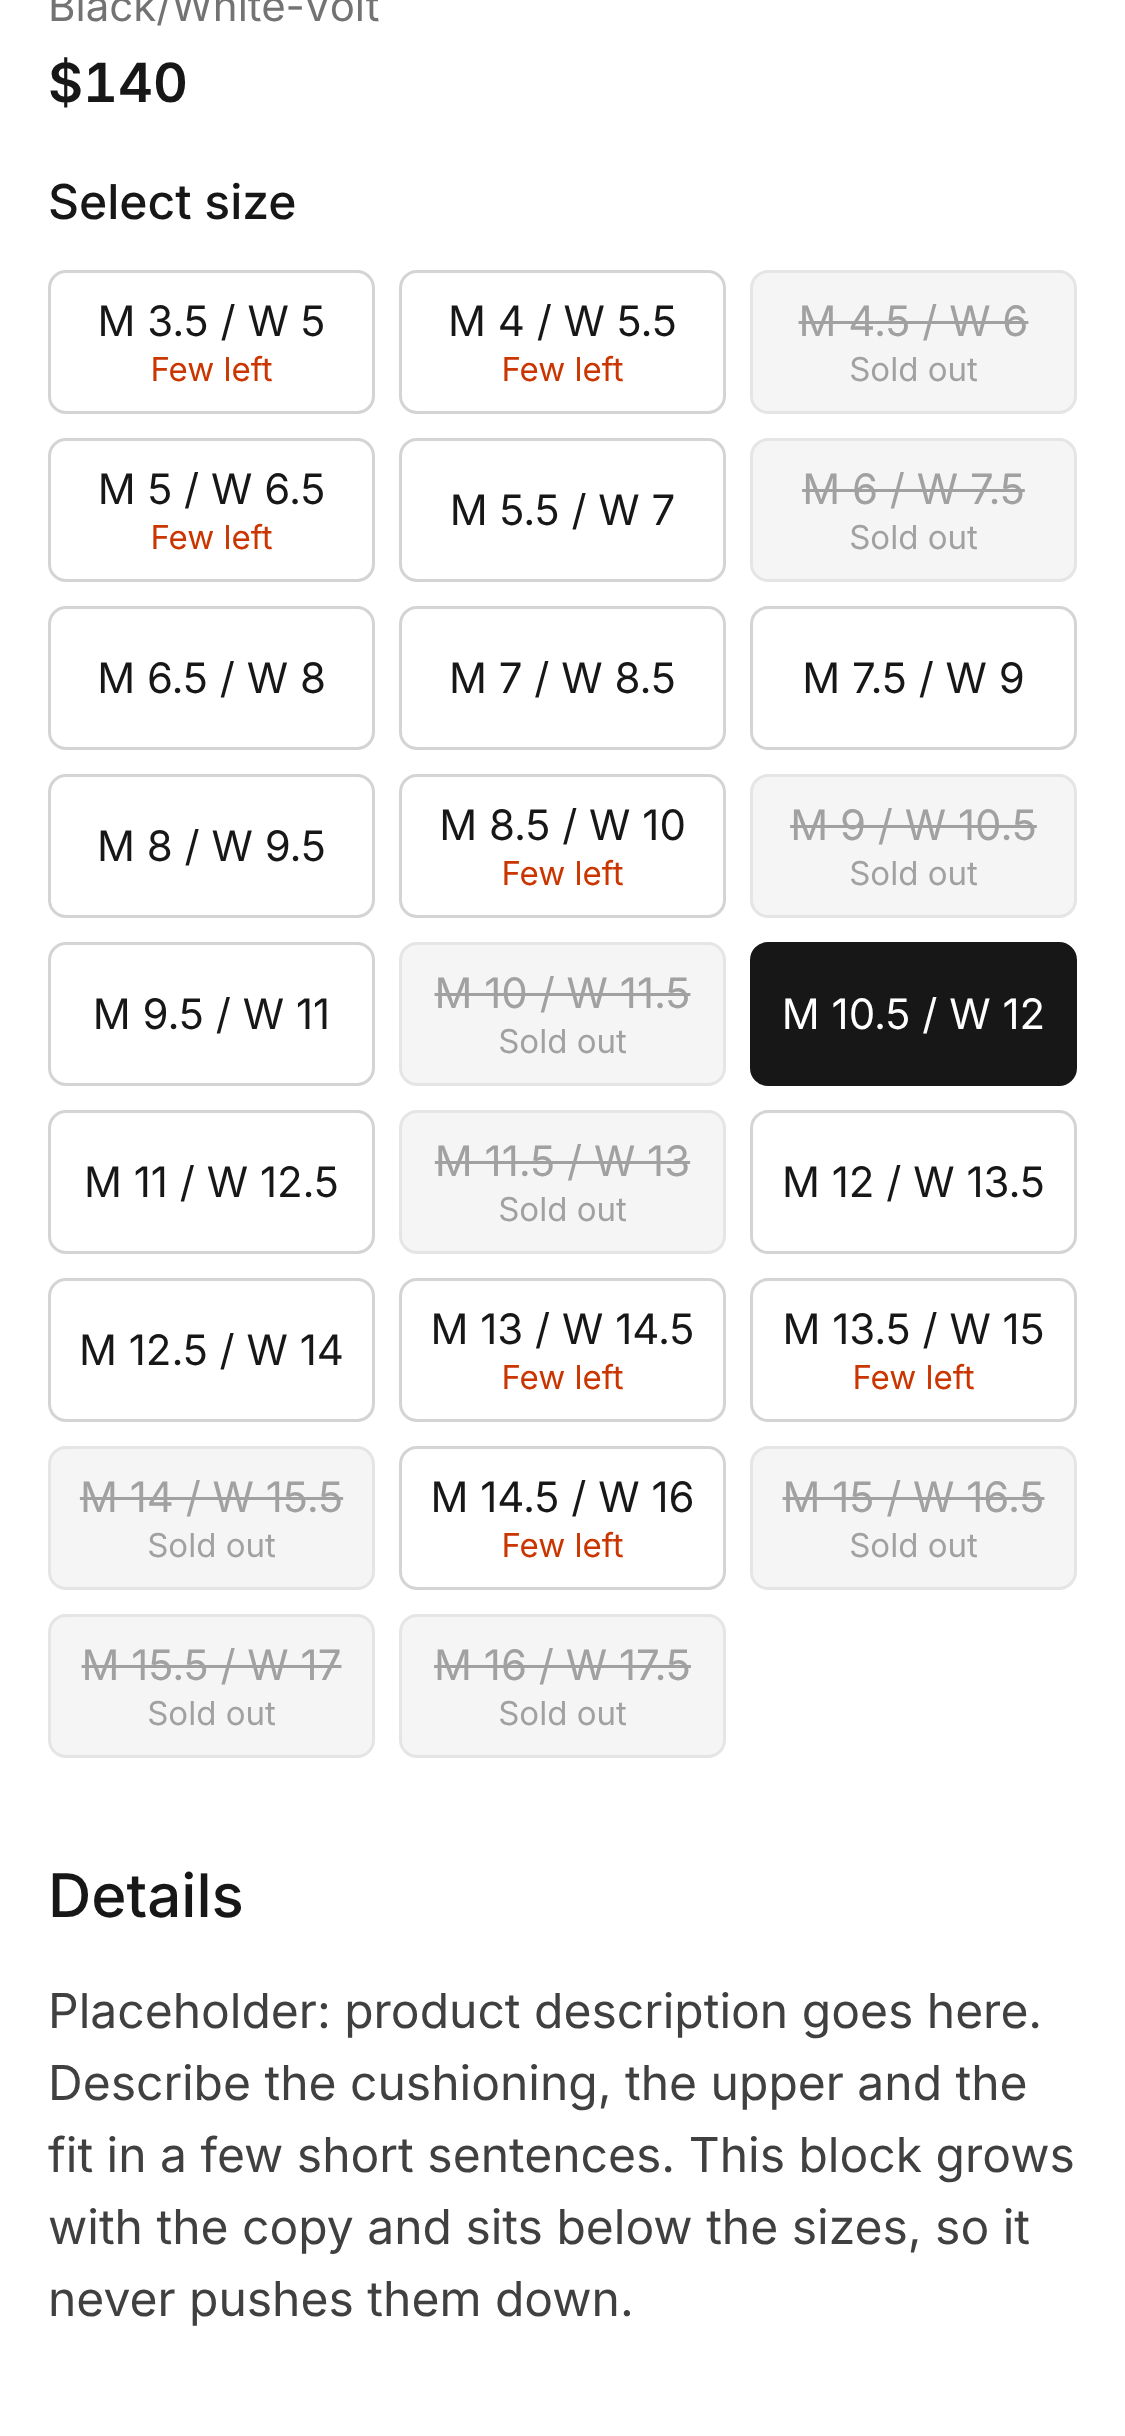 Black/White-Volt
$140
Select size
M 3.5 / W 5
Few left
M 4 / W 5.5
Few left
M 4.5 / W 6
Sold out
M 5 / W 6.5
Few left
M 5.5 / W 7
M 6 / W 7.5
Sold out
M 6.5 / W 8
M 7 / W 8.5
M 7.5 / W 9
M 8 / W 9.5
M 8.5 / W 10
Few left
M 9 / W 10.5
Sold out
M 9.5 / W 11
M 10 / W 11.5
Sold out
M 10.5 / W 12
M 11 / W 12.5
M 11.5 / W 13
Sold out
M 12 / W 13.5
M 12.5 / W 14
M 13 / W 14.5
Few left
M 13.5 / W 15
Few left
M 14 / W 15.5
Sold out
M 14.5 / W 16
Few left
M 15 / W 16.5
Sold out
M 15.5 / W 17
Sold out
M 16 / W 17.5
Sold out
Details
Placeholder: product description goes here.
Describe the cushioning, the upper and the
fit in a few short sentences. This block grows
with the copy and sits below the sizes, so it
never pushes them down.